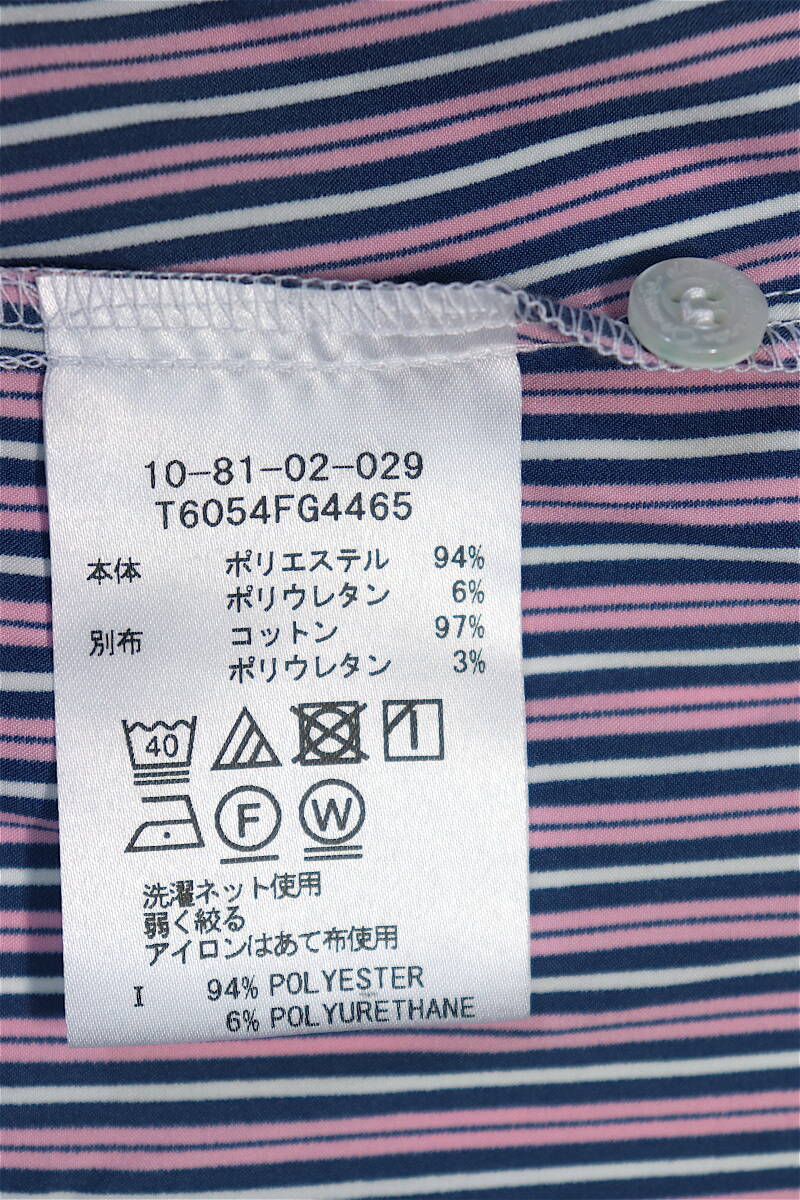 10-81-02-029
T6054FG4465
本体 ポリエステル 94%
ポリウレタン 6%
別布 コットン 97%
ポリウレタン 3%
40
F W
洗濯ネット使用
弱く絞る
アイロンはあて布使用
I 94% POLYESTER
6% POLYURETHANE